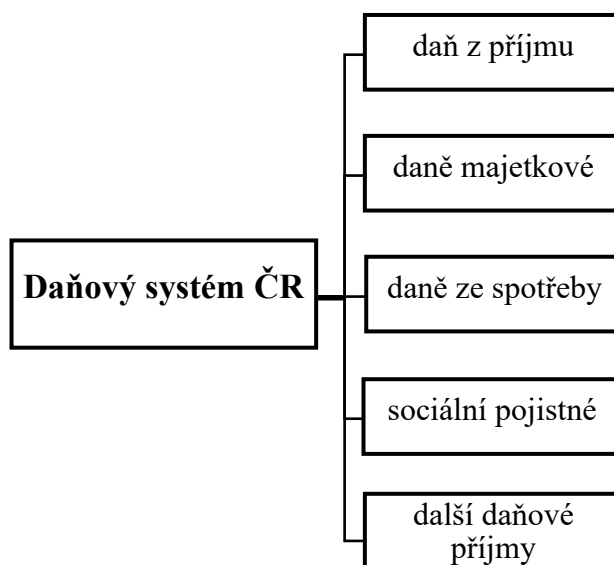 daň z příjmu
daně majetkové
Daňový systém ČR
daně ze spotřeby
sociální pojistné
další daňové
příjmy